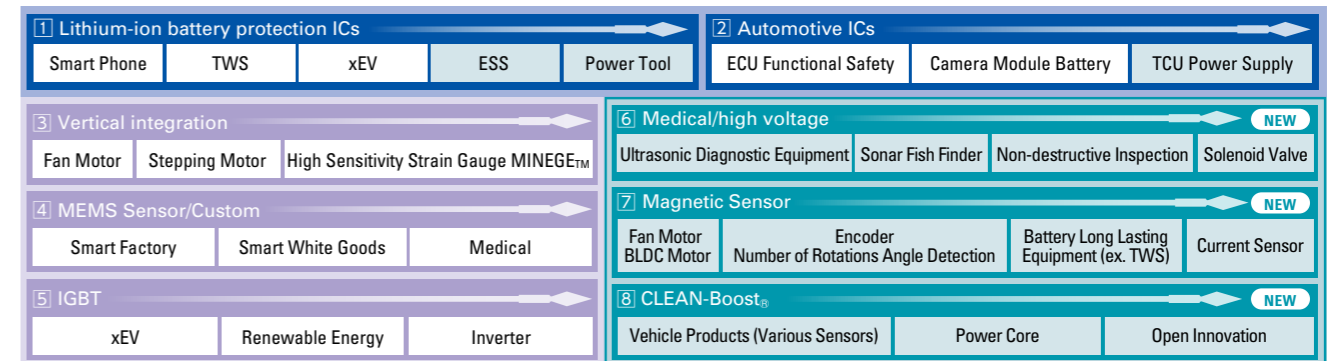 1 Lithium-ion battery protection ICs
Smart Phone
TWS
xEV
ESS
Power Tool
2 Automotive ICs
ECU Functional Safety
Camera Module Battery
TCU Power Supply
3 Vertical integration
Fan Motor
Stepping Motor
High Sensitivity Strain Gauge MINEGE™
4 MEMS Sensor/Custom
Smart Factory
Smart White Goods
Medical
5 IGBT
xEV
Renewable Energy
Inverter
6 Medical/high voltage
NEW
Ultrasonic Diagnostic Equipment
Sonar Fish Finder
Non-destructive Inspection
Solenoid Valve
7 Magnetic Sensor
NEW
Fan Motor
BLDC Motor
Encoder
Number of Rotations Angle Detection
Battery Long Lasting
Equipment (ex. TWS)
Current Sensor
8 CLEAN-Boost®
NEW
Vehicle Products (Various Sensors)
Power Core
Open Innovation